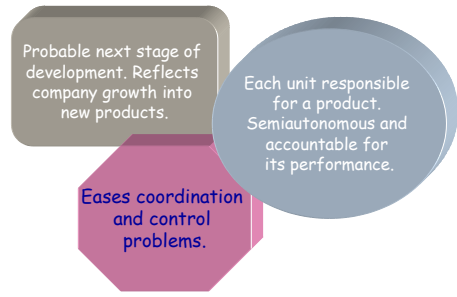 Probable next stage of
development. Reflects
company growth into
new products.
Each unit responsible
for a product.
Semiautonomous and
accountable for
its performance.
Eases coordination
and control
problems.